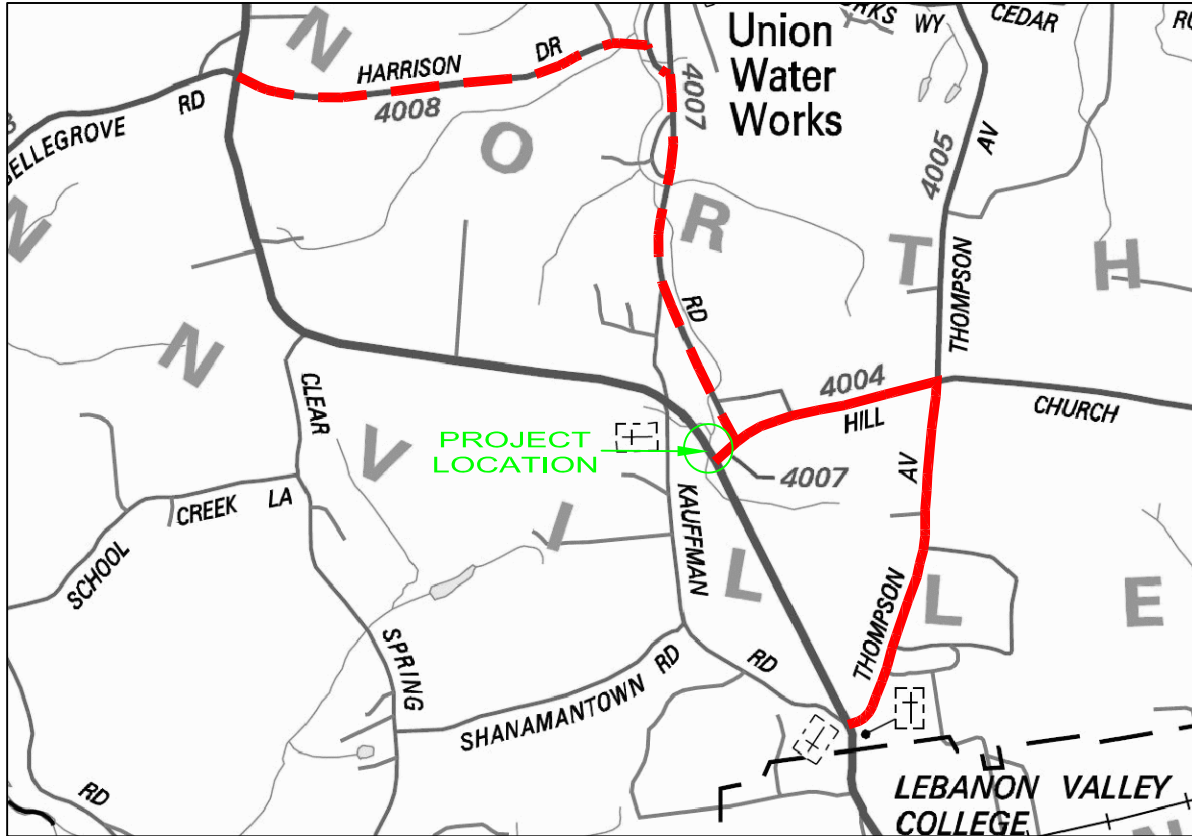 Union
Water
Works
WY
CEDAR
HARRISON DR
4008
4007
BELLEGROVE RD
4005
AV
THOMPSON
N
O
R
T
H
N
N
N
V
I
L
L
E
RD
4004
HILL
CHURCH
CLEAR
PROJECT
LOCATION
4007
AV
SCHOOL
CREEK LA
KAUFFMAN
THOMPSON
SPRING
SHANAMANTOWN RD
RD
RD
LEBANON VALLEY
COLLEGE